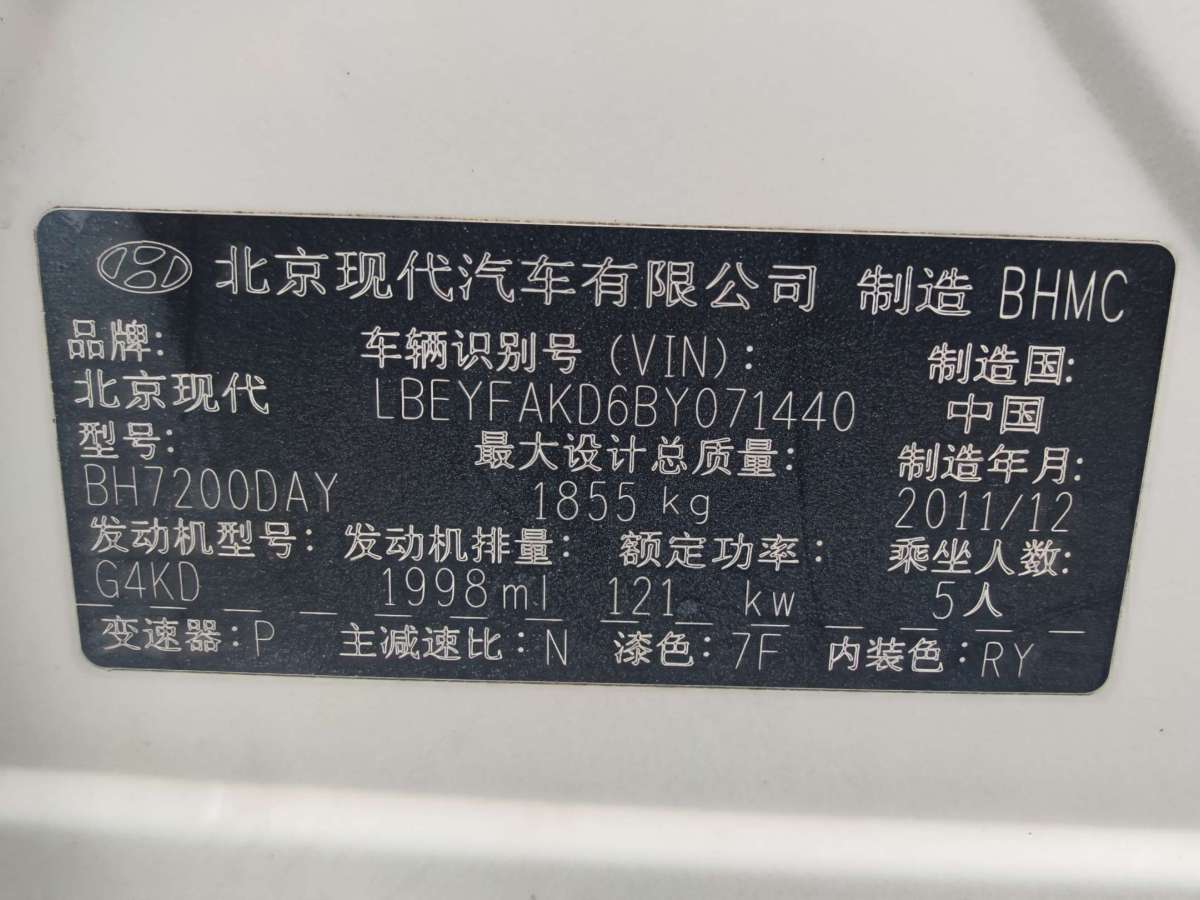 北京现代汽车有限公司 制造 BHMC
品牌: 车辆识别号 (VIN): 制造国:
北京现代 LBEYFAKD6BY071440 中国
型号: 最大设计总质量: 制造年月:
BH7200DAY 1855 kg 2011/12
发动机型号: 发动机排量: 额定功率: 乘坐人数:
G4KD 1998ml 121 kw 5人
变速器:P 主减速比:N 漆色:7F 内装色:RY